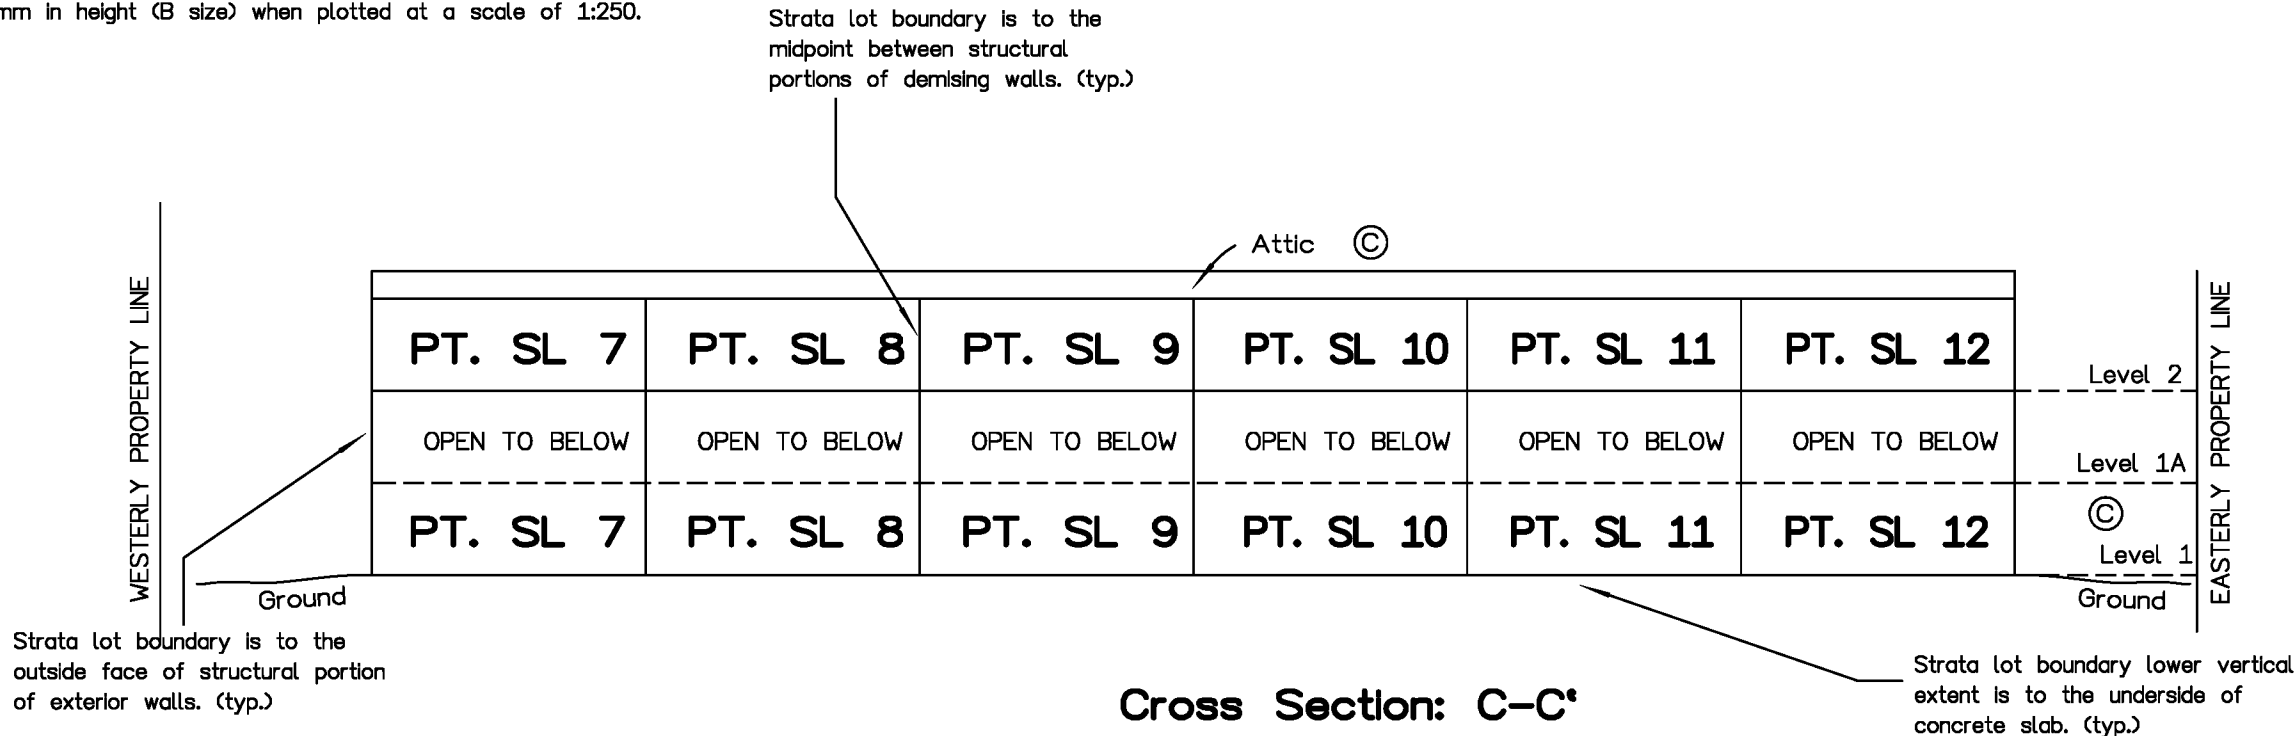 mm in height (B size) when plotted at a scale of 1:250.
Strata lot boundary is to the
midpoint between structural
portions of demising walls. (typ.)
Attic Ⓒ
WESTERLY PROPERTY LINE
EASTERLY PROPERTY LINE
PT. SL 7 PT. SL 8 PT. SL 9 PT. SL 10 PT. SL 11 PT. SL 12
Level 2
OPEN TO BELOW OPEN TO BELOW OPEN TO BELOW OPEN TO BELOW OPEN TO BELOW OPEN TO BELOW
Level 1A
Ⓒ
PT. SL 7 PT. SL 8 PT. SL 9 PT. SL 10 PT. SL 11 PT. SL 12
Level 1
Ground
Ground
Strata lot boundary is to the
outside face of structural portion
of exterior walls. (typ.)
Strata lot boundary lower vertical
extent is to the underside of
concrete slab. (typ.)
Cross Section: C-C‘